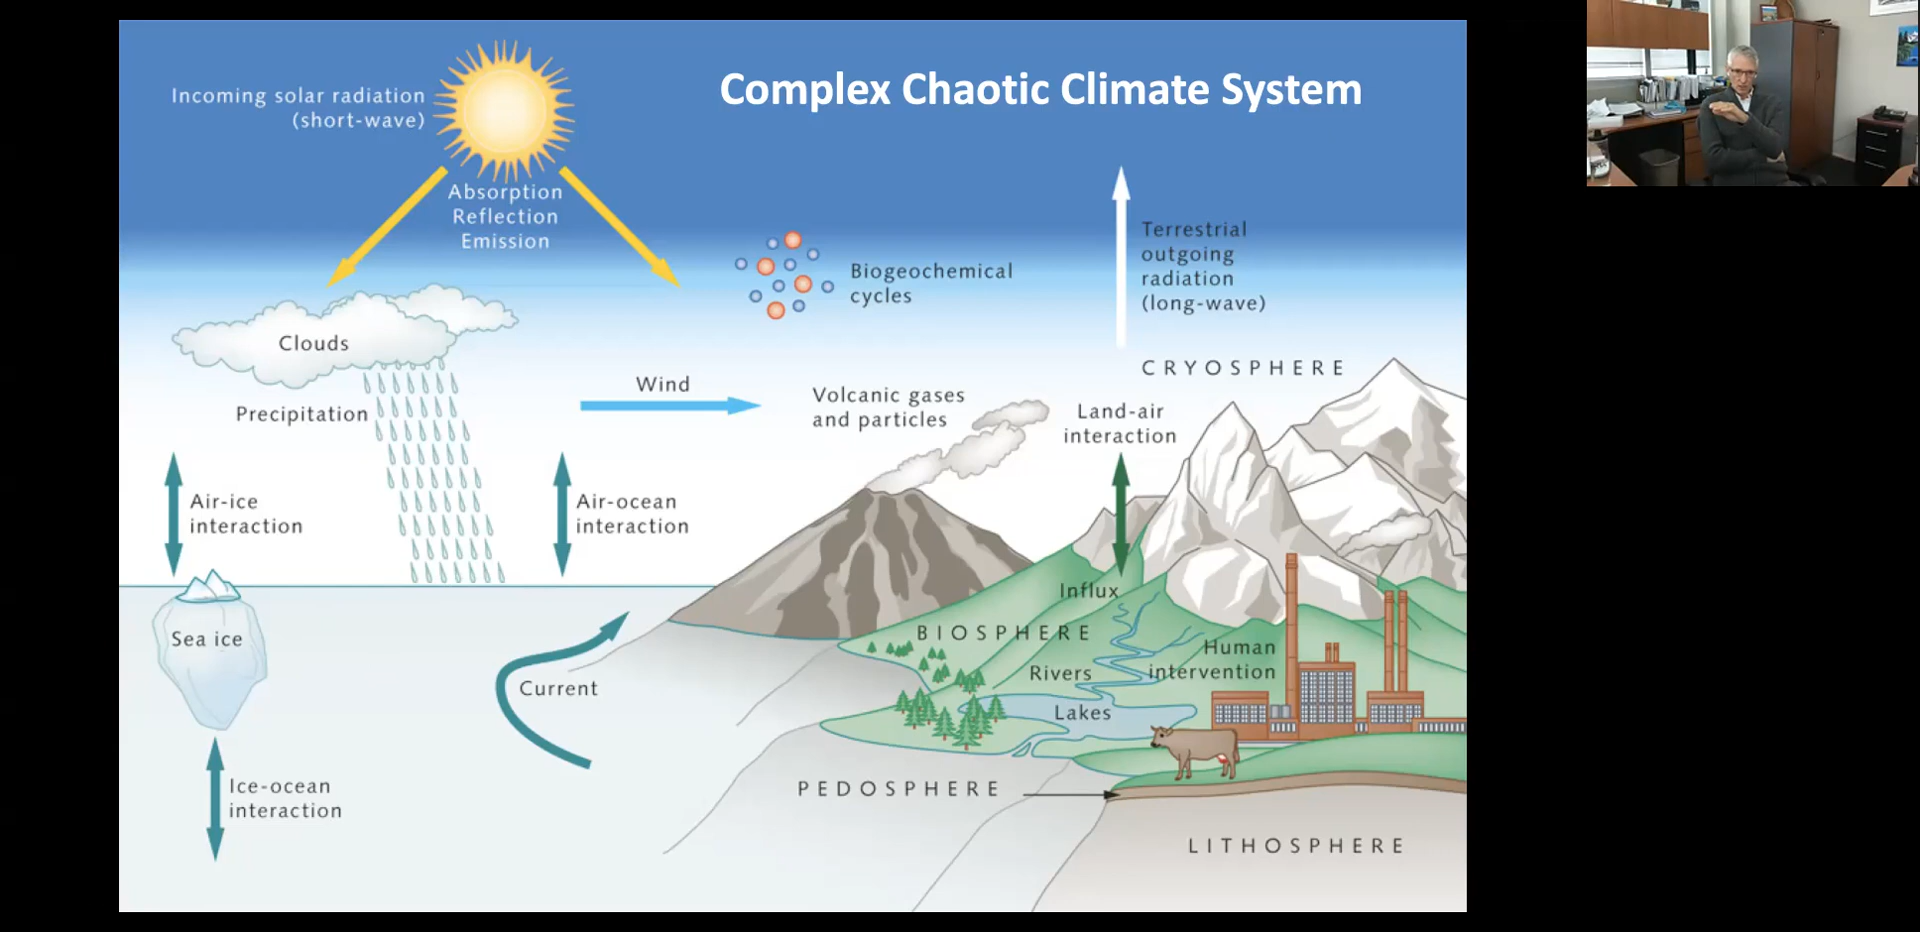 Complex Chaotic Climate System
Incoming solar radiation
(short-wave)
Absorption
Reflection
Emission
Biogeochemical
cycles
Terrestrial
outgoing
radiation
(long-wave)
Clouds
Precipitation
Wind
Volcanic gases
and particles
CRYOSPHERE
Land-air
interaction
Air-ice
interaction
Air-ocean
interaction
Sea ice
Current
Influx
BIOSPHERE
Rivers
Human
intervention
Lakes
Ice-ocean
interaction
PEDOSPHERE
LITHOSPHERE